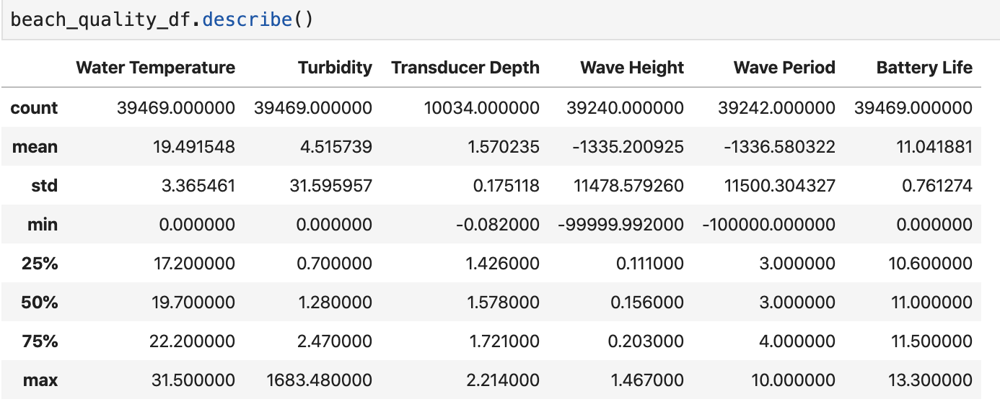 beach_quality_df.describe()
Water Temperature Turbidity Transducer Depth Wave Height Wave Period Battery Life
count 39469.000000 39469.000000 10034.000000 39240.000000 39242.000000 39469.000000
mean 19.491548 4.515739 1.570235 -1335.200925 -1336.580322 11.041881
std 3.365461 31.595957 0.175118 11478.579260 11500.304327 0.761274
min 0.000000 0.000000 -0.082000 -99999.992000 -100000.000000 0.000000
25% 17.200000 0.700000 1.426000 0.111000 3.000000 10.600000
50% 19.700000 1.280000 1.578000 0.156000 3.000000 11.000000
75% 22.200000 2.470000 1.721000 0.203000 4.000000 11.500000
max 31.500000 1683.480000 2.214000 1.467000 10.000000 13.300000